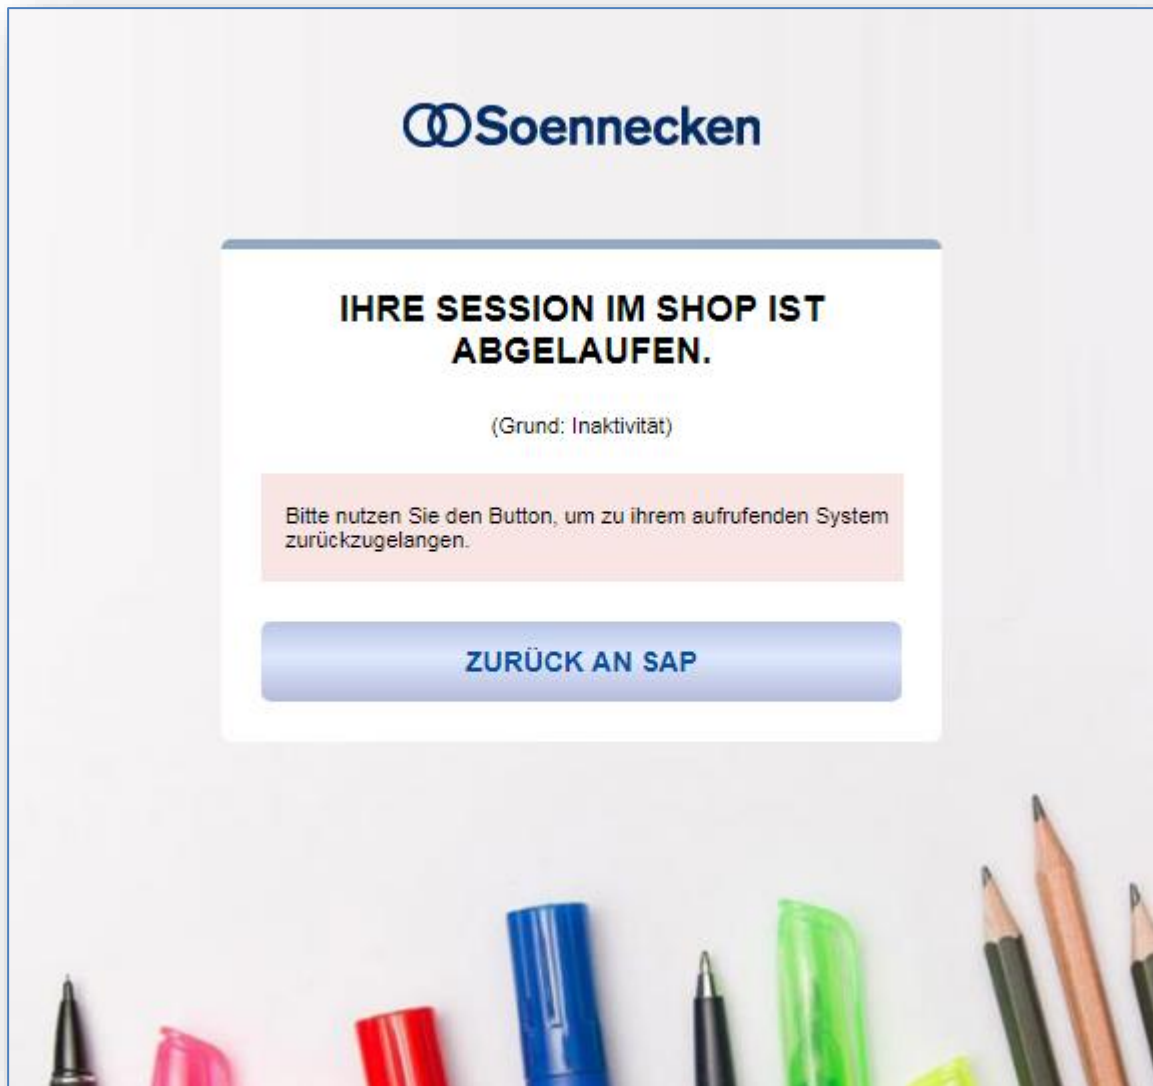 Soennecken
IHRE SESSION IM SHOP IST
ABGELAUFEN.
(Grund: Inaktivität)
Bitte nutzen Sie den Button, um zu ihrem aufrufenden System
zurückzugelangen.
ZURÜCK AN SAP